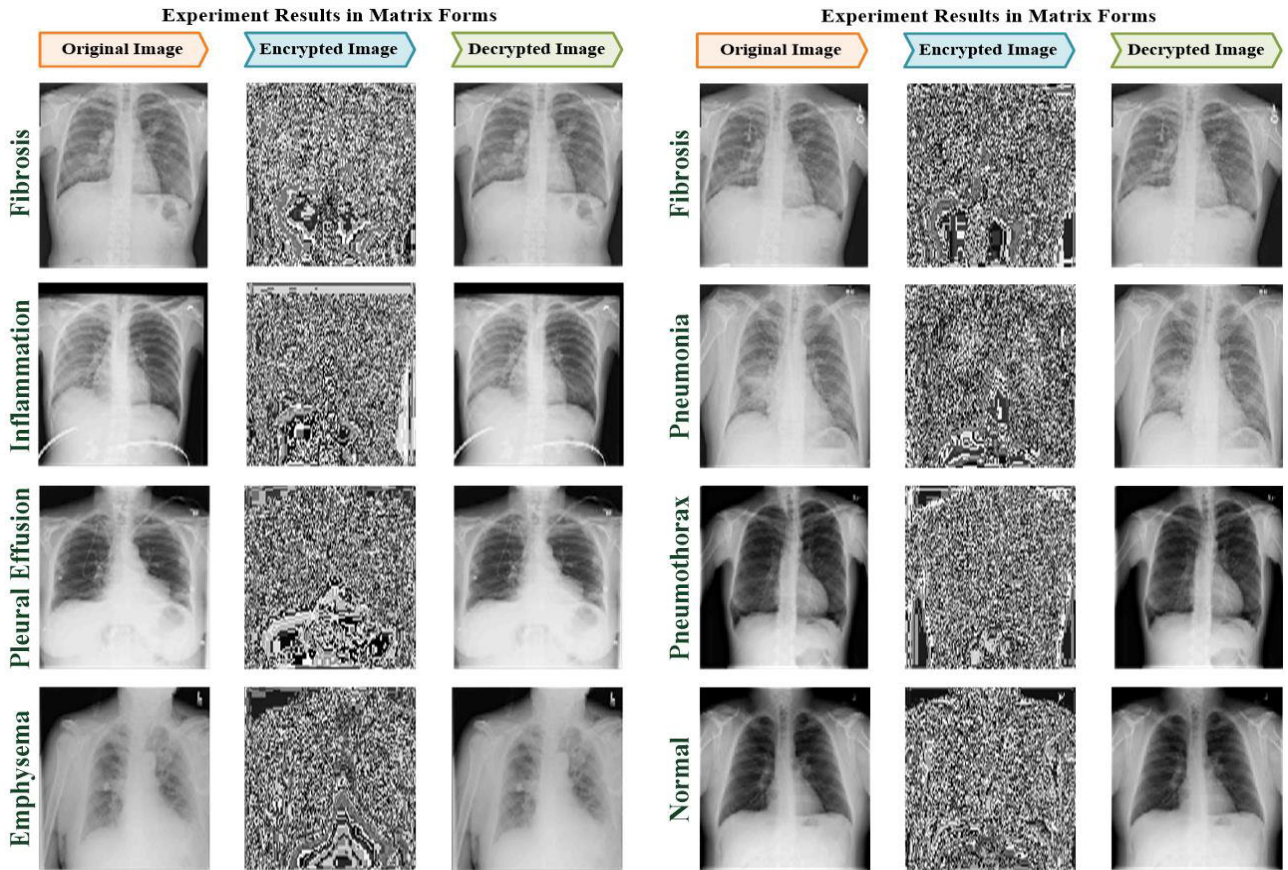 Experiment Results in Matrix Forms
Original Image
Encrypted Image
Decrypted Image
Fibrosis
Inflammation
Pleural Effusion
Emphysema
Experiment Results in Matrix Forms
Original Image
Encrypted Image
Decrypted Image
Fibrosis
Pneumonia
Pneumothorax
Normal